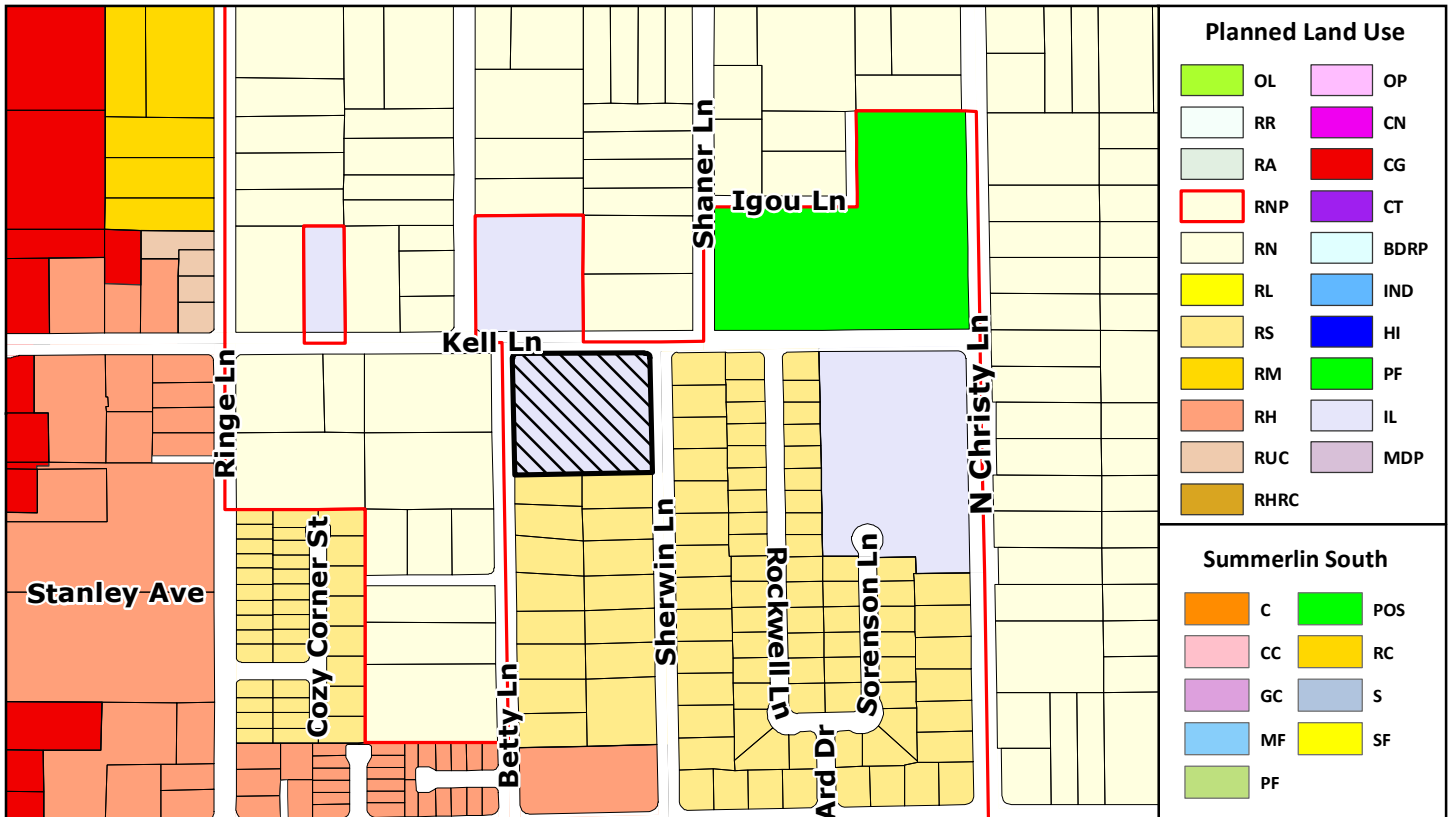 Shaner Ln
Igou Ln
Kell Ln
Ringe Ln
N Christy Ln
Stanley Ave
Cozy Corner St
Betty Ln
Sherwin Ln
Rockwell Ln
Sorenson Ln
Ard Dr
Planned Land Use
OL OP
RR CN
RA CG
RNP CT
RN BDRP
RL IND
RS HI
RM PF
RH IL
RUC MDP
RHRC
Summerlin South
C POS
CC RC
GC S
MF SF
PF